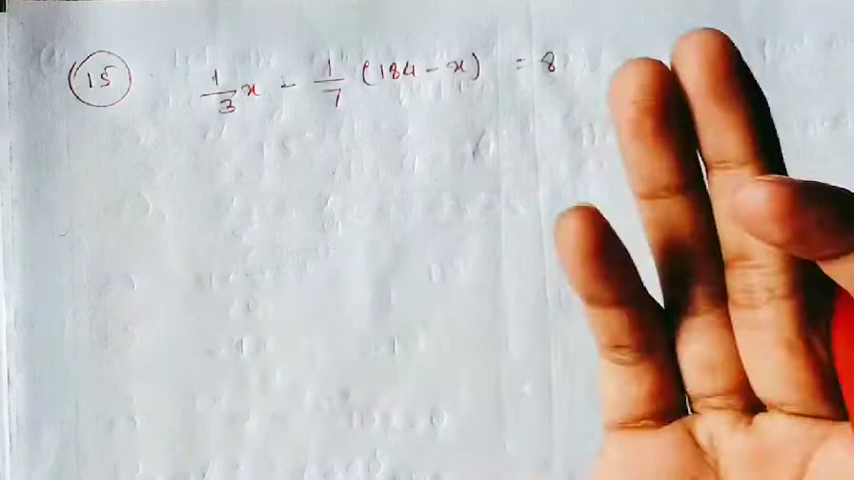 15 1/3 x - 1/7 (184 - x) = 8